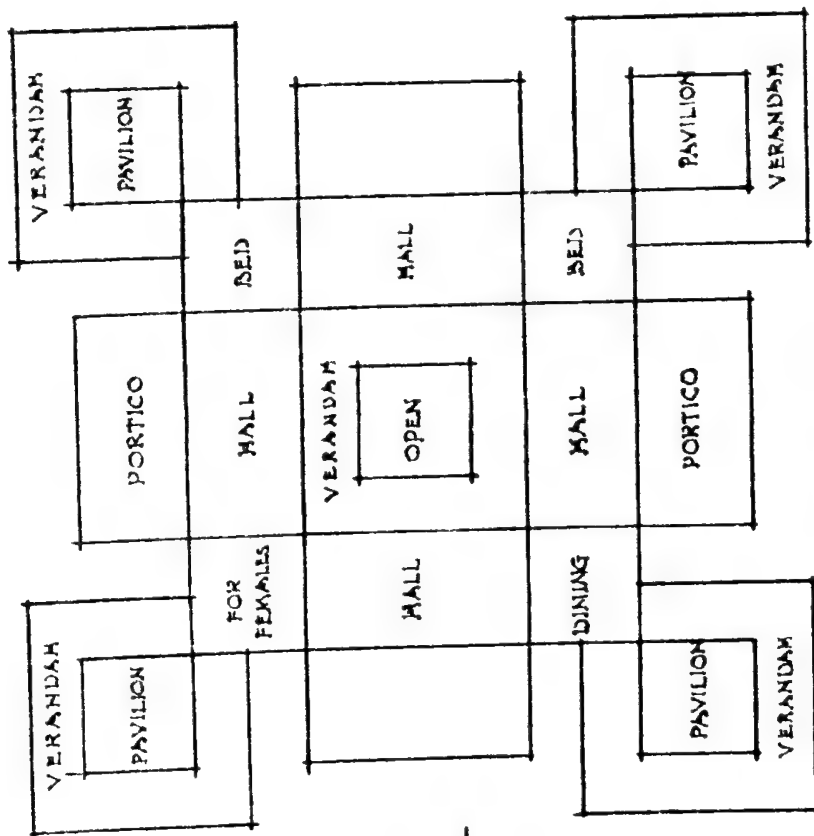 VERANDAH
VERANDAH
PAVILION
PORTICO
PAVILION
FOR
FEMALES
HALL
BED
VERANDAH
HALL
OPEN
HALL
DINING
HALL
BED
PAVILION
PORTICO
PAVILION
VERANDAH
VERANDAH